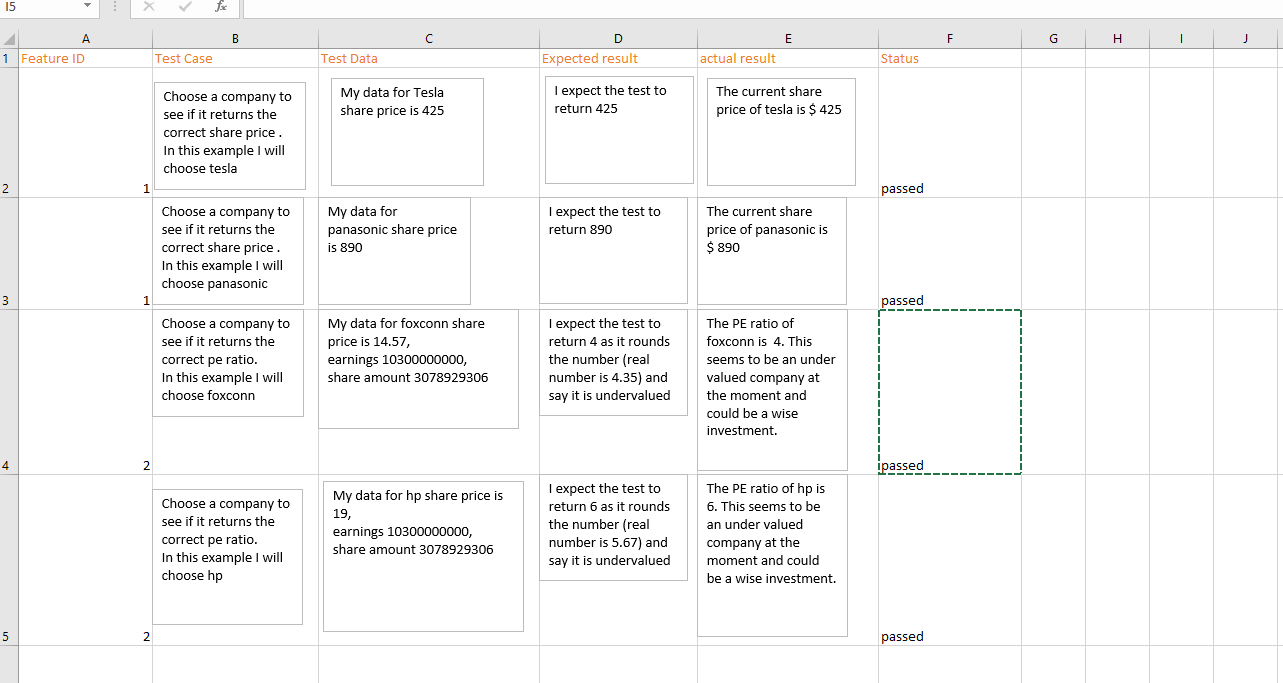 I5
fx
A B C D E F G H I J
1 Feature ID Test Case Test Data Expected result actual result Status
Choose a company to
see if it returns the
correct share price .
In this example I will
choose tesla
My data for Tesla
share price is 425
I expect the test to
return 425
The current share
price of tesla is $ 425
2 1 passed
Choose a company to
see if it returns the
correct share price .
In this example I will
choose panasonic
My data for
panasonic share price
is 890
I expect the test to
return 890
The current share
price of panasonic is
$ 890
3 1 passed
Choose a company to
see if it returns the
correct pe ratio.
In this example I will
choose foxconn
My data for foxconn share
price is 14.57,
earnings 10300000000,
share amount 3078929306
I expect the test to
return 4 as it rounds
the number (real
number is 4.35) and
say it is undervalued
The PE ratio of
foxconn is 4. This
seems to be an under
valued company at
the moment and
could be a wise
investment.
4 2 passed
Choose a company to
see if it returns the
correct pe ratio.
In this example I will
choose hp
My data for hp share price is
19,
earnings 10300000000,
share amount 3078929306
I expect the test to
return 6 as it rounds
the number (real
number is 5.67) and
say it is undervalued
The PE ratio of hp is
6. This seems to be
an under valued
company at the
moment and could
be a wise investment.
5 2 passed